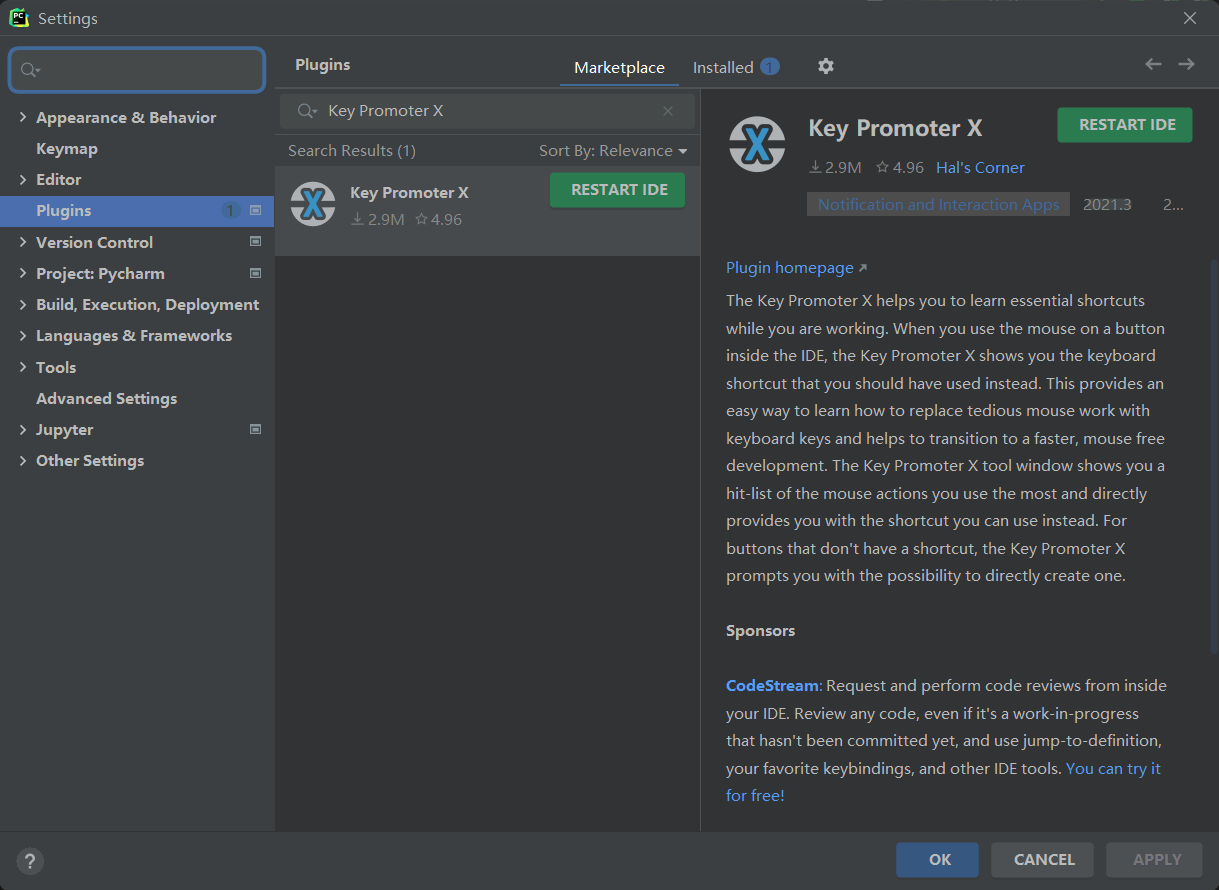 PC
Settings
Appearance & Behavior
Keymap
Editor
Plugins 1
Version Control
Project: Pycharm
Build, Execution, Deployment
Languages & Frameworks
Tools
Advanced Settings
Jupyter
Other Settings
Plugins Marketplace Installed 1
Key Promoter X
Search Results (1) Sort By: Relevance
Key Promoter X RESTART IDE
2.9M 4.96
Key Promoter X RESTART IDE
2.9M 4.96 Hal's Corner
Notification and Interaction Apps 2021.3 2...
Plugin homepage
The Key Promoter X helps you to learn essential shortcuts
while you are working. When you use the mouse on a button
inside the IDE, the Key Promoter X shows you the keyboard
shortcut that you should have used instead. This provides an
easy way to learn how to replace tedious mouse work with
keyboard keys and helps to transition to a faster, mouse free
development. The Key Promoter X tool window shows you a
hit-list of the mouse actions you use the most and directly
provides you with the shortcut you can use instead. For
buttons that don't have a shortcut, the Key Promoter X
prompts you with the possibility to directly create one.
Sponsors
CodeStream: Request and perform code reviews from inside
your IDE. Review any code, even if it's a work-in-progress
that hasn't been committed yet, and use jump-to-definition,
your favorite keybindings, and other IDE tools. You can try it
for free!
? OK CANCEL APPLY